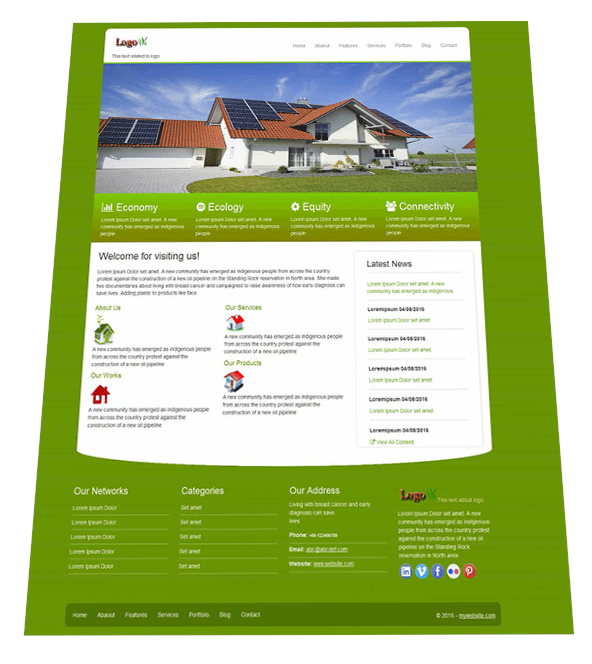 Logo
This text related to logo
Home Abaout Features Services Portfolio Blog Contact
Economy
Lorem Ipsum Dolor set amet. A new
community has emerged as indigenous
people
Ecology
Lorem Ipsum Dolor set amet. A new
community has emerged as indigenous
people
Equity
Lorem Ipsum Dolor set amet. A new
community has emerged as indigenous
people
Connectivity
Lorem Ipsum Dolor set amet. A new
community has emerged as indigenous
people
Welcome for visiting us!
Lorem Ipsum Dolor set amet. A new community has emerged as indigenous people from across the country
protest against the construction of a new oil pipeline on the Standing Rock reservation in North area. She made
two documentaries about living with breast cancer and campaigned to raise awareness of how early diagnosis can
save lives. Adding plastic to products like face.
About Us
A new community has emerged as indigenous people
from across the country protest against the
construction of a new oil pipeline
Our Services
A new community has emerged as indigenous people
from across the country protest against the
construction of a new oil pipeline
Our Works
A new community has emerged as indigenous people
from across the country protest against the
construction of a new oil pipeline
Our Products
A new community has emerged as indigenous people
from across the country protest against the
construction of a new oil pipeline
Latest News
Lorem Ipsum Dolor set amet. A new
community has emerged as indigenous
Loremipsum 04/08/2016
Lorem Ipsum Dolor set amet.
Loremipsum 04/08/2016
Lorem Ipsum Dolor set amet.
Loremipsum 04/08/2016
Lorem Ipsum Dolor set amet.
Loremipsum 04/08/2016
Lorem Ipsum Dolor set amet.
Loremipsum 04/08/2016
View All Content
Our Networks
Lorem Ipsum Dolor
Lorem Ipsum Dolor
Lorem Ipsum Dolor
Lorem Ipsum Dolor
Lorem Ipsum Dolor
Categories
Set amet
Set amet
Set amet
Set amet
Set amet
Our Address
Living with breast cancer and early
diagnosis can save
lives
Phone: +00-123456789
Email: abc@abcdef.com
Website: www.website.com
Logo This text about logo
Lorem Ipsum Dolor set amet. A new
community has emerged as indigenous
people from across the country protest
against the construction of a new oil
pipeline on the Standing Rock
reservation in North area
Home Abaout Features Services Portfolio Blog Contact
© 2016 - mywebsite.com